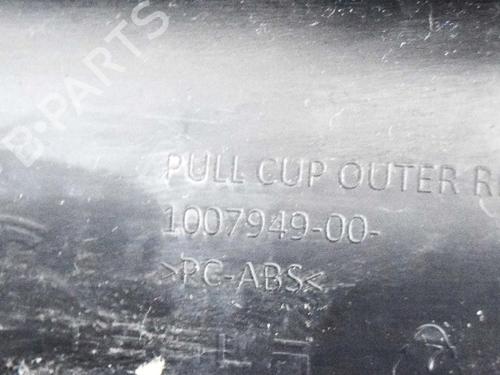 B-PARTS
PULL CUP OUTER R
1007949-00-
>PC-ABS<